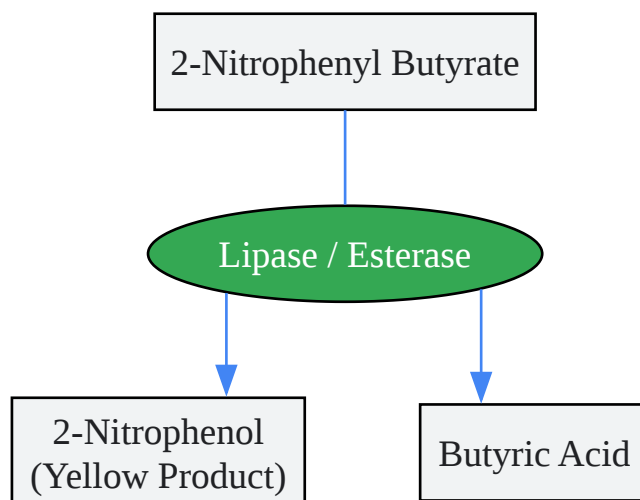 2-Nitrophenyl Butyrate
Lipase / Esterase
2-Nitrophenol
(Yellow Product)
Butyric Acid